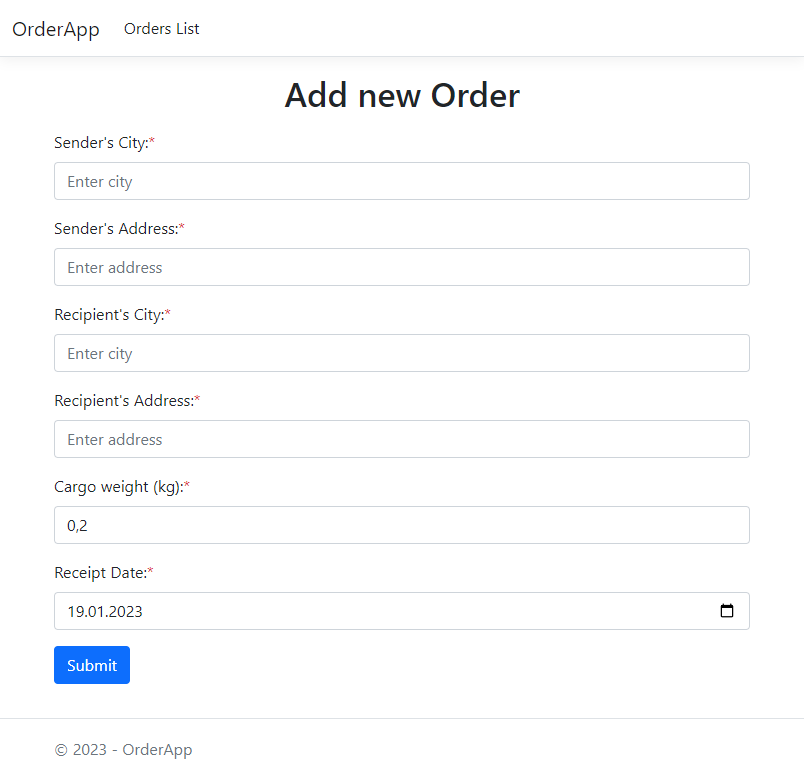 OrderApp Orders List
Add new Order
Sender's City:*
Enter city
Sender's Address:*
Enter address
Recipient's City:*
Enter city
Recipient's Address:*
Enter address
Cargo weight (kg):*
0,2
Receipt Date:*
19.01.2023
Submit
© 2023 - OrderApp